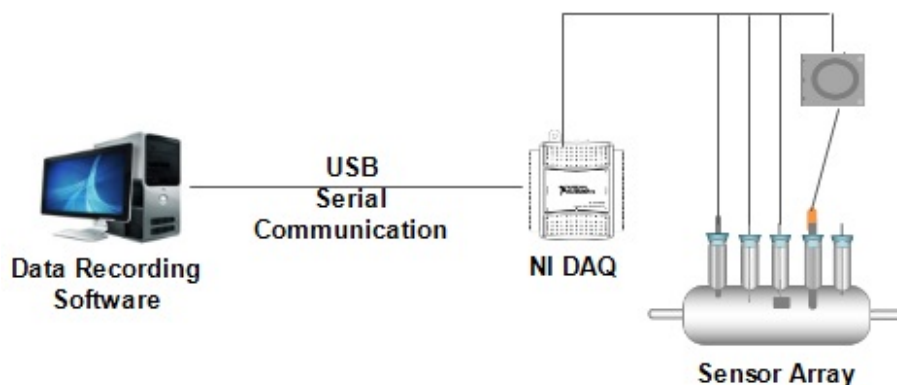 USB
Serial
Communication
Data Recording
Software
NI DAQ
Sensor Array